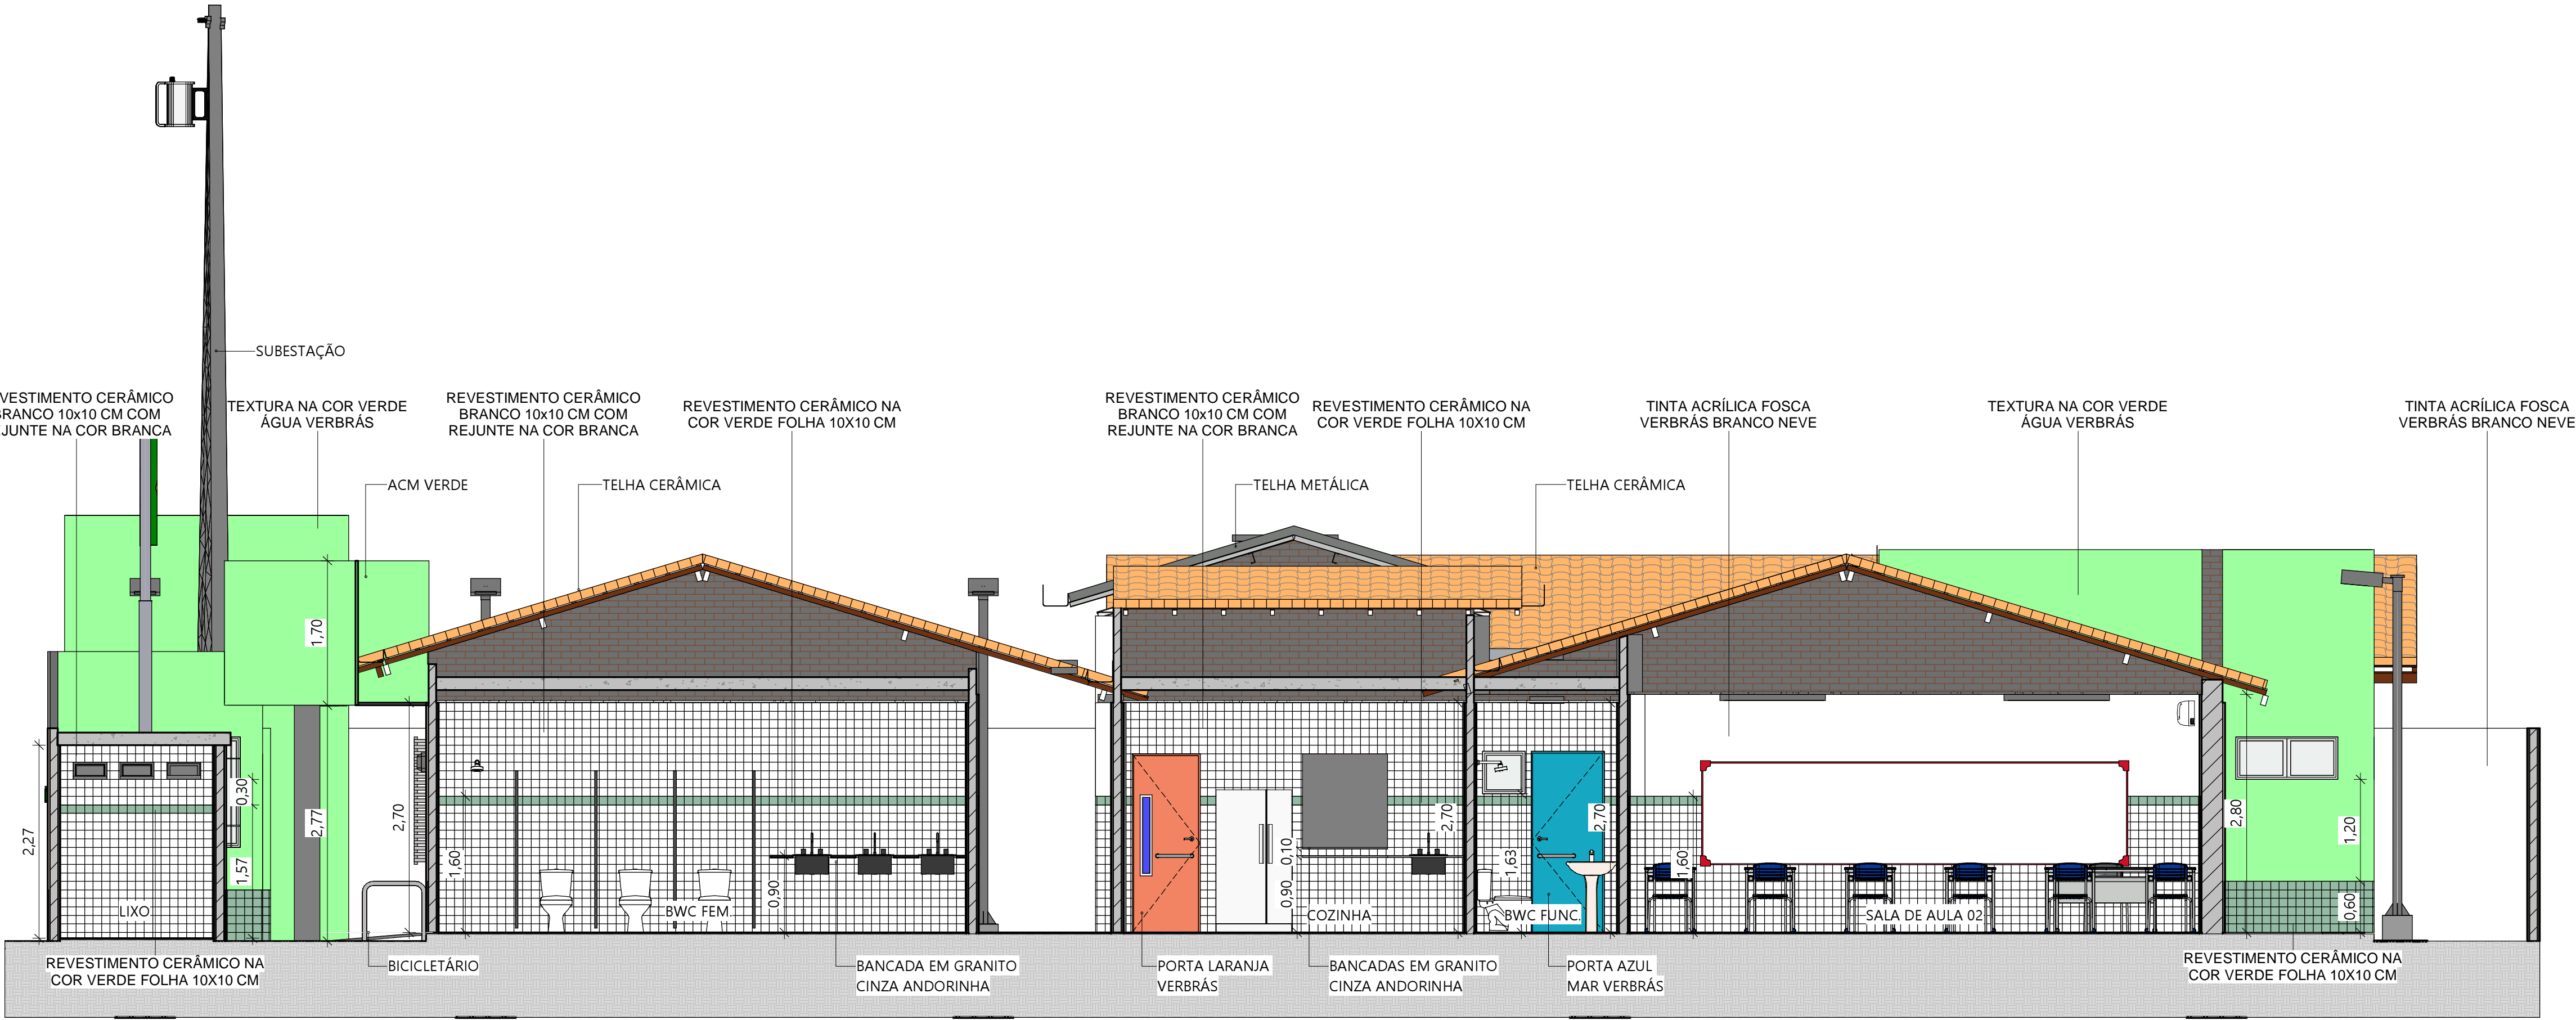 SUBESTAÇÃO
VESTIMENTO CERÂMICO
BRANCO 10x10 CM COM
EJUNTE NA COR BRANCA
TEXTURA NA COR VERDE
ÁGUA VERBRÁS
REVESTIMENTO CERÂMICO
BRANCO 10x10 CM COM
REJUNTE NA COR BRANCA
REVESTIMENTO CERÂMICO NA
COR VERDE FOLHA 10X10 CM
REVESTIMENTO CERÂMICO
BRANCO 10x10 CM COM
REJUNTE NA COR BRANCA
REVESTIMENTO CERÂMICO NA
COR VERDE FOLHA 10X10 CM
TINTA ACRÍLICA FOSCA
VERBRÁS BRANCO NEVE
TEXTURA NA COR VERDE
ÁGUA VERBRÁS
TINTA ACRÍLICA FOSCA
VERBRÁS BRANCO NEVE
ACM VERDE
TELHA CERÂMICA
TELHA METÁLICA
TELHA CERÂMICA
1,70
2,27
0,30
1,57
2,77
2,70
1,60
0,90
0,90
0,10
2,70
1,63
2,70
1,60
2,80
1,20
0,60
LIXO
BWC FEM.
COZINHA
BWC FUNC.
SALA DE AULA 02
REVESTIMENTO CERÂMICO NA
COR VERDE FOLHA 10X10 CM
BICICLETÁRIO
BANCADA EM GRANITO
CINZA ANDORINHA
PORTA LARANJA
VERBRÁS
BANCADAS EM GRANITO
CINZA ANDORINHA
PORTA AZUL
MAR VERBRÁS
REVESTIMENTO CERÂMICO NA
COR VERDE FOLHA 10X10 CM